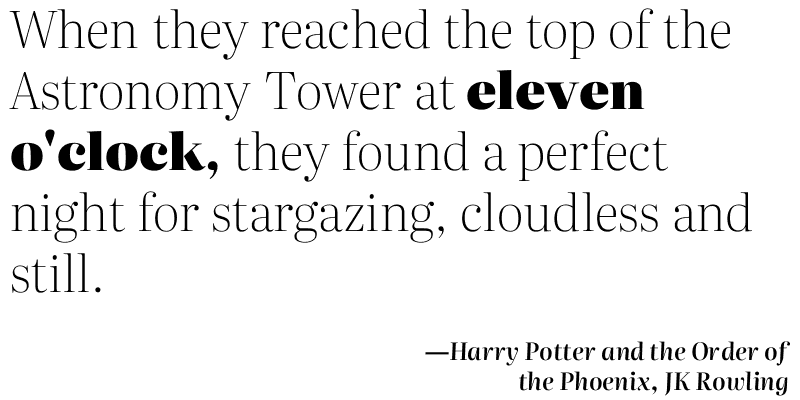 When they reached the top of the
Astronomy Tower at eleven
o'clock, they found a perfect
night for stargazing, cloudless and
still.
—Harry Potter and the Order of
the Phoenix, JK Rowling